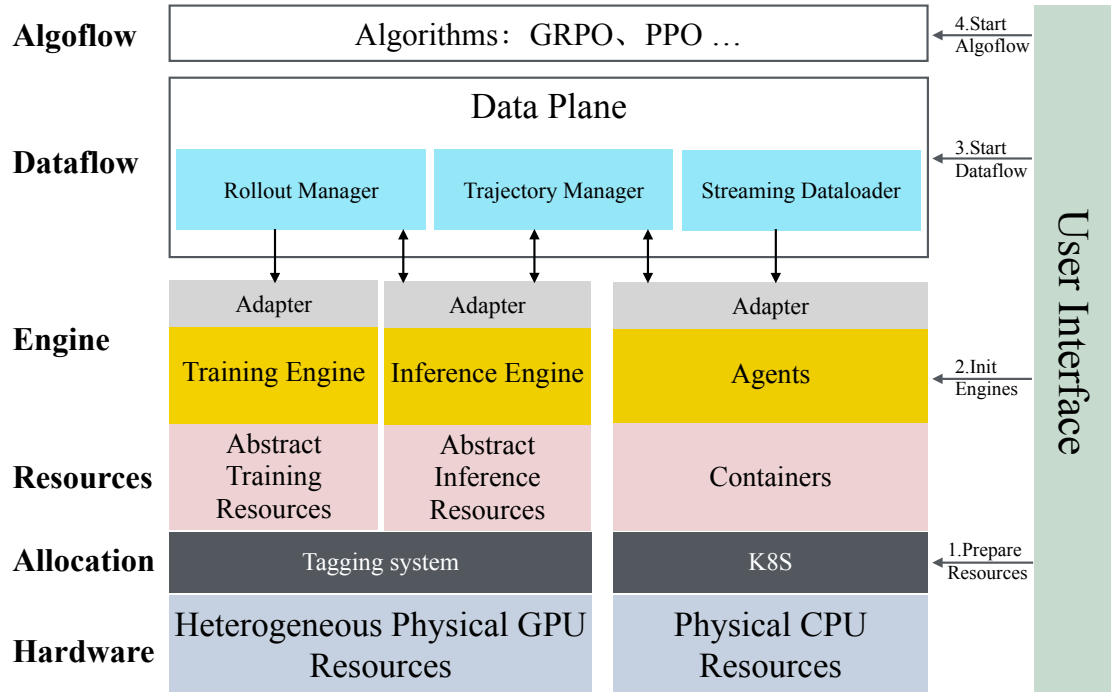 Algoflow
Algorithms：GRPO、PPO …
4.Start
Algoflow
Data Plane
Dataflow
Rollout Manager
Trajectory Manager
Streaming Dataloader
3.Start
Dataflow
User Interface
Engine
Adapter
Adapter
Adapter
Training Engine
Inference Engine
Agents
2.Init
Engines
Resources
Abstract
Training
Resources
Abstract
Inference
Resources
Containers
Allocation
Tagging system
K8S
1.Prepare
Resources
Hardware
Heterogeneous Physical GPU
Resources
Physical CPU
Resources